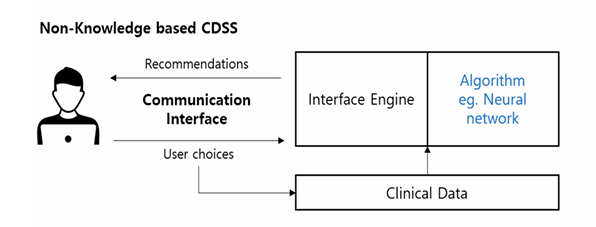 Non-Knowledge based CDSS
Recommendations
Communication
Interface
User choices
Interface Engine
Algorithm
eg. Neural
network
Clinical Data